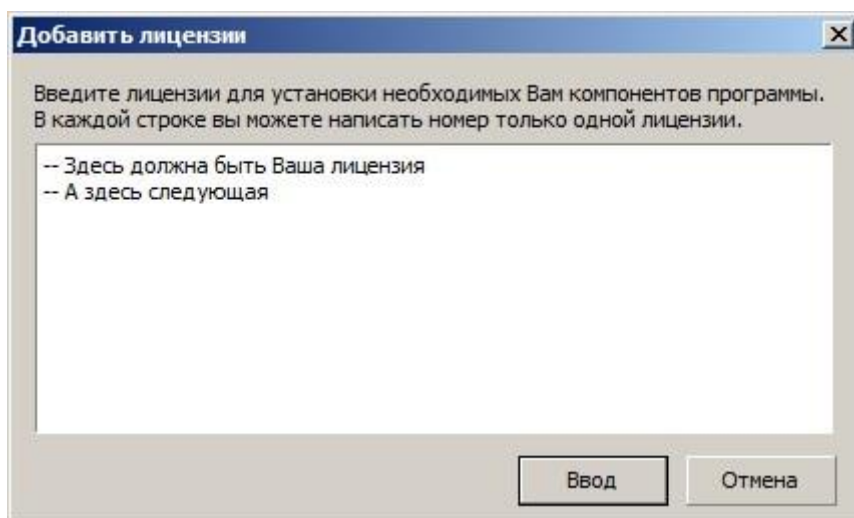 Добавить лицензии
Введите лицензии для установки необходимых Вам компонентов программы.
В каждой строке вы можете написать номер только одной лицензии.
-- Здесь должна быть Ваша лицензия
-- А здесь следующая
Ввод
Отмена